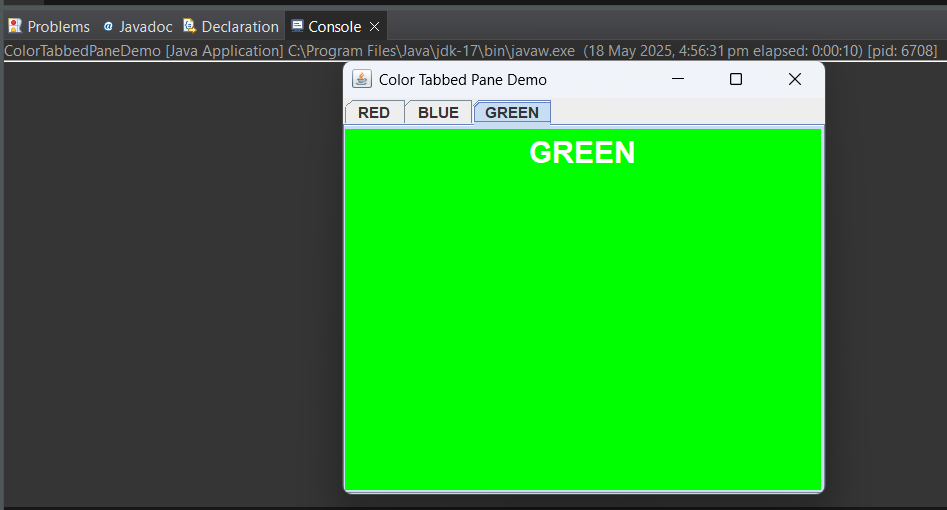 Problems @ Javadoc Declaration Console
ColorTabbedPaneDemo [Java Application] C:\Program Files\Java\jdk-17\bin\javaw.exe (18 May 2025, 4:56:31 pm elapsed: 0:00:10) [pid: 6708]
Color Tabbed Pane Demo
RED BLUE GREEN
GREEN